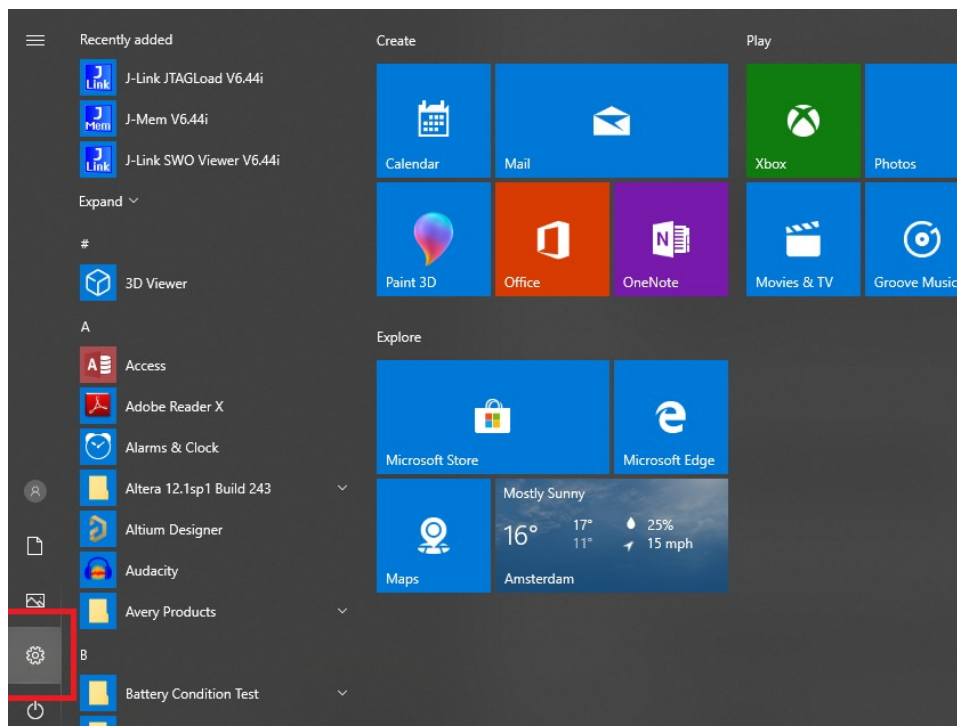 Recently added
J-Link JTAGLoad V6.44i
J-Mem V6.44i
J-Link SWO Viewer V6.44i
Expand
#
3D Viewer
A
Access
Adobe Reader X
Alarms & Clock
Altera 12.1sp1 Build 243
Altium Designer
Audacity
Avery Products
B
Battery Condition Test
Create
Calendar
Mail
Paint 3D
Office
OneNote
Explore
Microsoft Store
Microsoft Edge
Maps
Mostly Sunny
16°
17°
11°
25%
15 mph
Amsterdam
Play
Xbox
Photos
Movies & TV
Groove Music